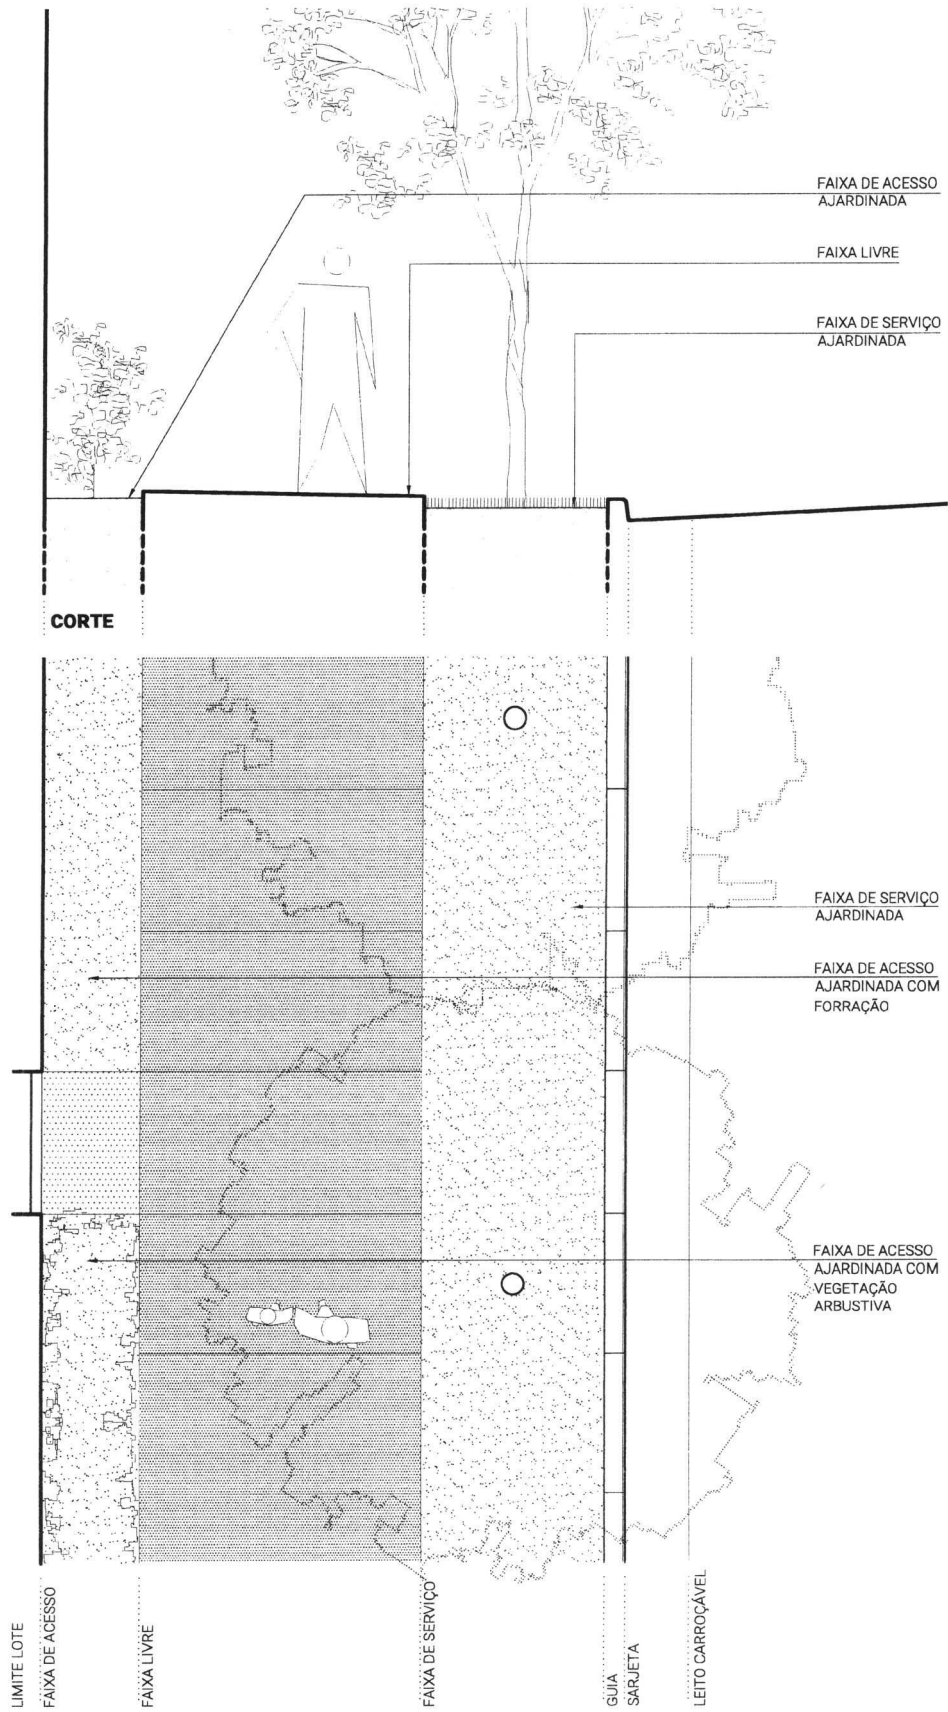 FAIXA DE ACESSO
AJARDINADA
FAIXA LIVRE
FAIXA DE SERVIÇO
AJARDINADA
CORTE
FAIXA DE SERVIÇO
AJARDINADA
FAIXA DE ACESSO
AJARDINADA COM
FORRAÇÃO
FAIXA DE ACESSO
AJARDINADA COM
VEGETAÇÃO
ARBUSTIVA
LIMITE LOTE
FAIXA DE ACESSO
FAIXA LIVRE
FAIXA DE SERVIÇO
GUIA
SARJETA
LEITO CARROÇÁVEL